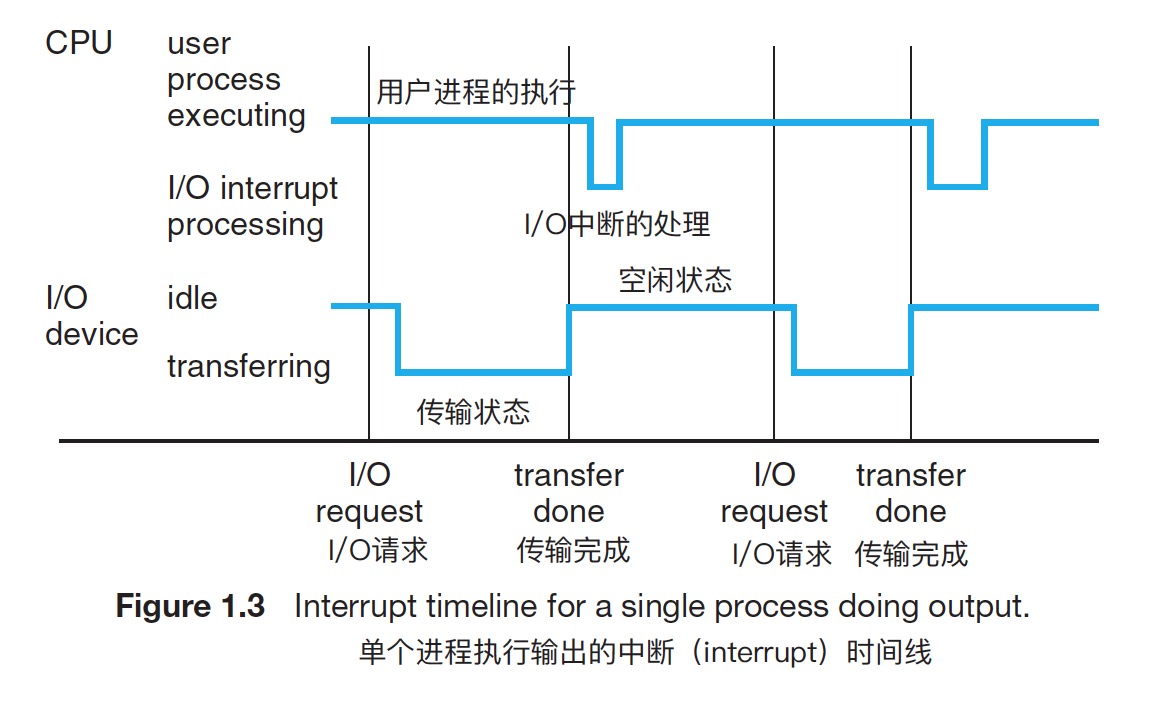 CPU
user
process
executing
用户进程的执行
I/O interrupt
processing
I/O中断的处理
空闲状态
I/O
device
idle
transferring
传输状态
I/O
request
I/O请求
transfer
done
传输完成
I/O
request
I/O请求
transfer
done
传输完成
Figure 1.3 Interrupt timeline for a single process doing output.
单个进程执行输出的中断（interrupt）时间线